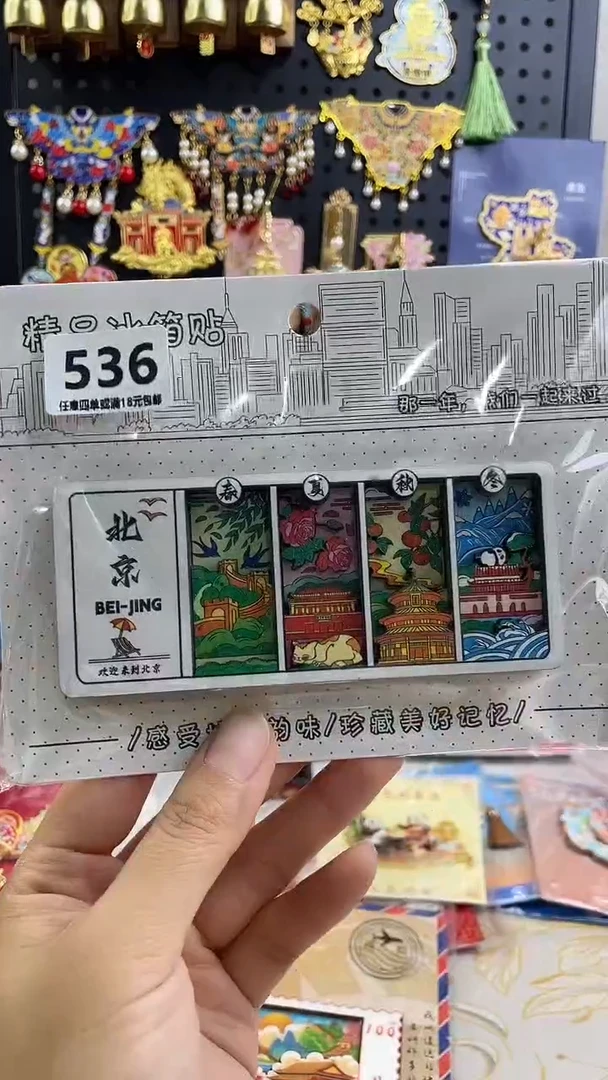 精品冰箱贴
536
任意四单或满18元包邮
那一年，我们一起来过
春 夏 秋 冬
北京
BEI-JING
欢迎来到北京
/感受 韵味/珍藏美好记忆/
100